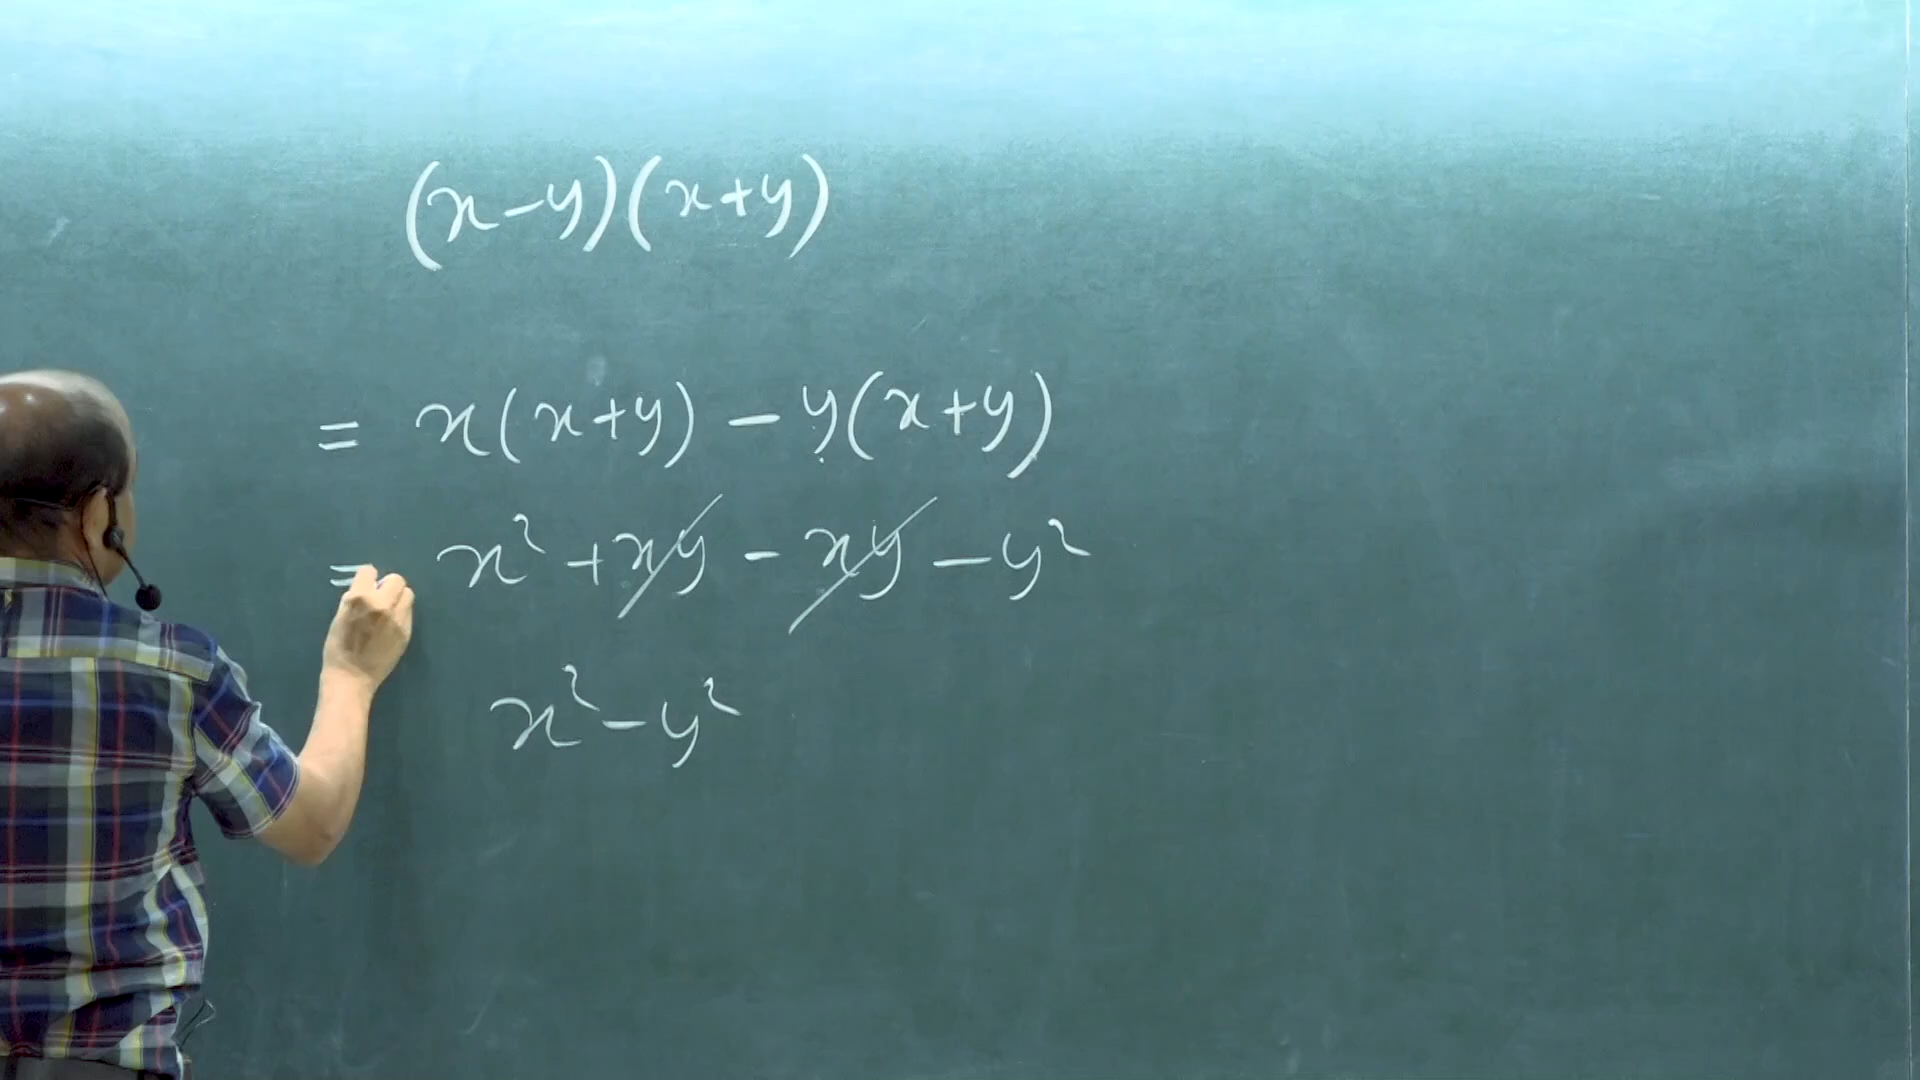 (x-y)(x+y)
= x(x+y) - y(x+y)
= x² + xy - xy - y²
x² - y²